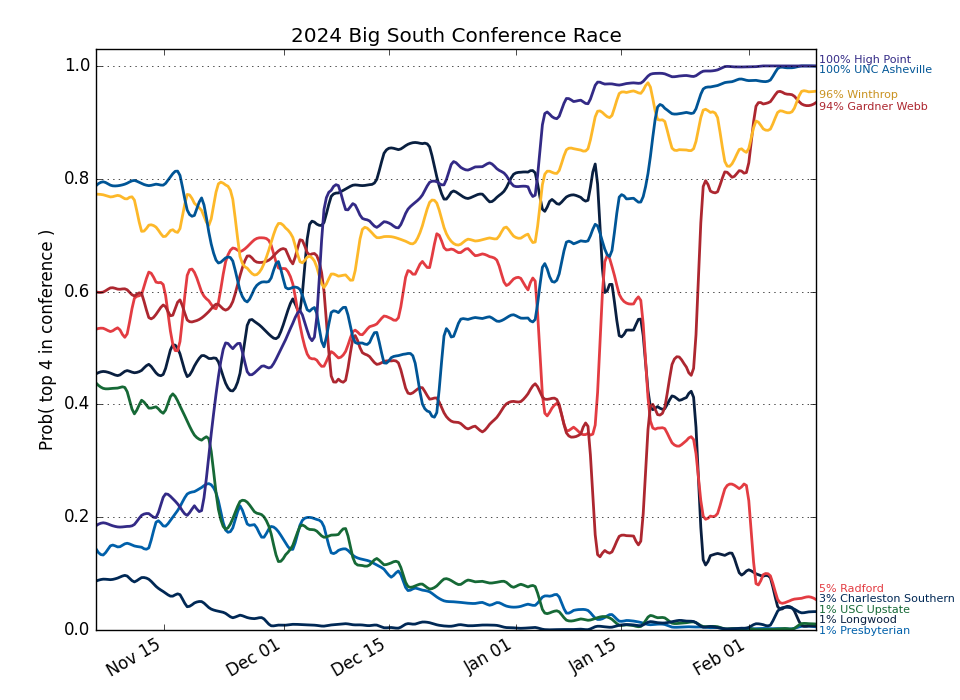 2024 Big South Conference Race
Prob( top 4 in conference )
1.0
0.8
0.6
0.4
0.2
0.0
Nov 15
Dec 01
Dec 15
Jan 01
Jan 15
Feb 01
100% High Point
100% UNC Asheville
96% Winthrop
94% Gardner Webb
5% Radford
3% Charleston Southern
1% USC Upstate
1% Longwood
1% Presbyterian